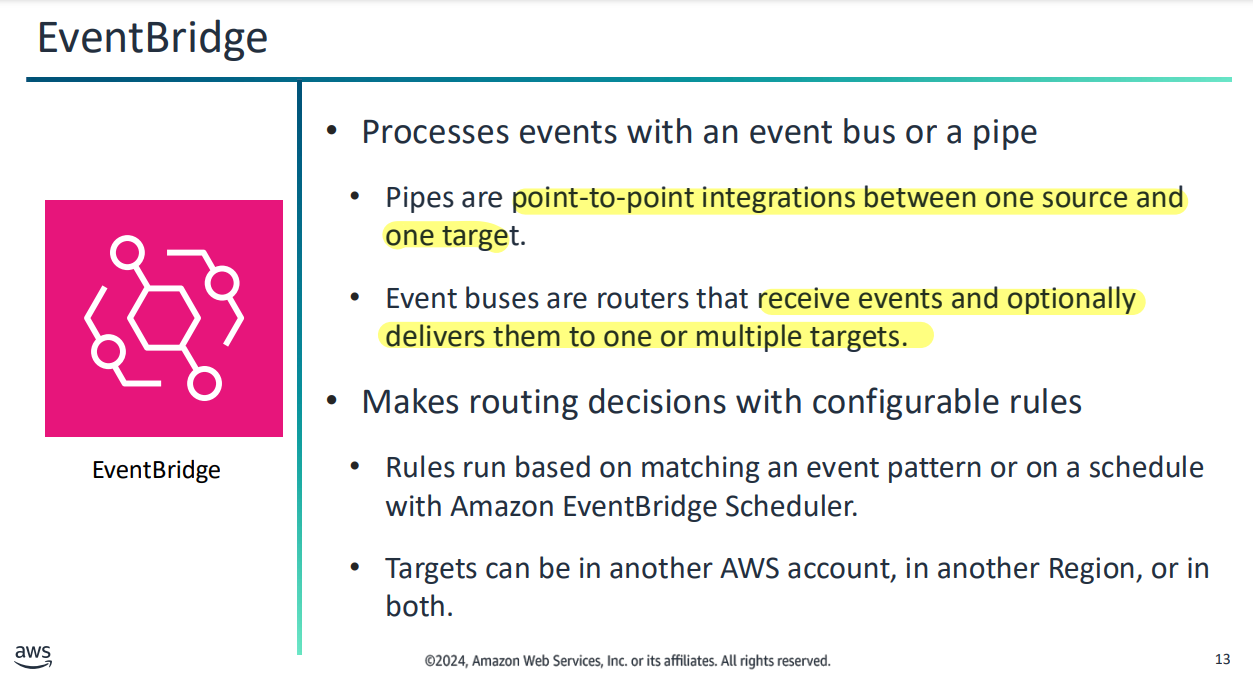 EventBridge
• Processes events with an event bus or a pipe
• Pipes are point-to-point integrations between one source and
one target.
• Event buses are routers that receive events and optionally
delivers them to one or multiple targets.
• Makes routing decisions with configurable rules
• Rules run based on matching an event pattern or on a schedule
with Amazon EventBridge Scheduler.
• Targets can be in another AWS account, in another Region, or in
both.
EventBridge
aws
©2024, Amazon Web Services, Inc. or its affiliates. All rights reserved.
13